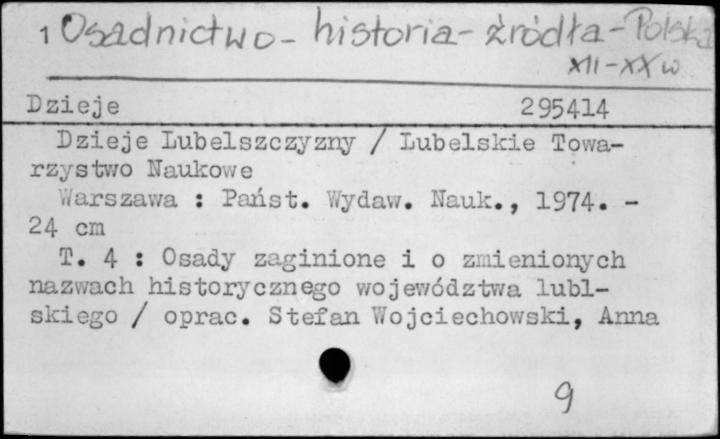 1 Osadnictwo - historia - źródła - Polska
XII-XX w
Dzieje 295414
Dzieje Lubelszczyzny / Lubelskie Towa-
rzystwo Naukowe
Warszawa : Państ. Wydaw. Nauk., 1974. -
24 cm
T. 4 : Osady zaginione i o zmienionych
nazwach historycznego województwa lubl-
skiego / oprac. Stefan Wojciechowski, Anna
9